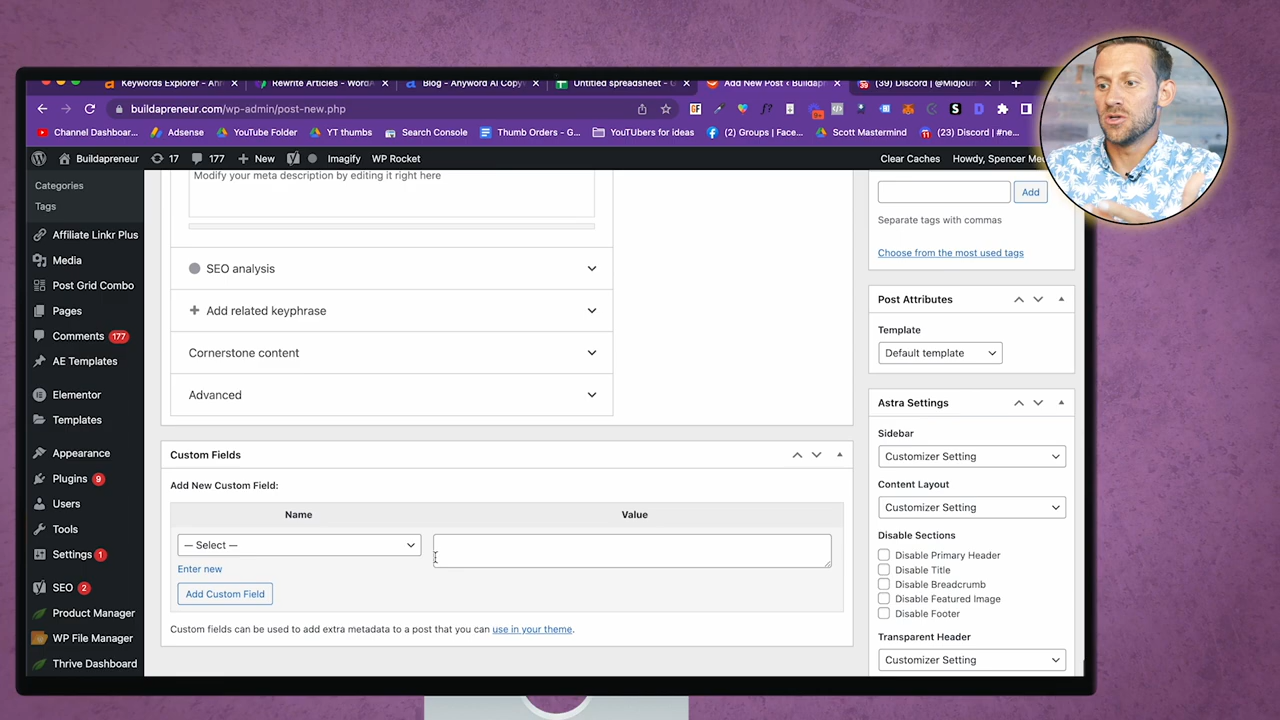 Keywords Explorer - Ahr
Rewrite Articles - WordA
Blog - Anyword AI Copyw
Untitled spreadsheet -
Add New Post ‹ Buildapr
(39) Discord | @Midjourn
buildapreneur.com/wp-admin/post-new.php
Channel Dashboar...
Adsense
YouTube Folder
YT thumbs
Search Console
Thumb Orders - G...
YouTUbers for ideas
(2) Groups | Face...
Scott Mastermind
(23) Discord | #ne...
Buildapreneur
17
177
New
Imagify
WP Rocket
Clear Caches
Howdy, Spencer Me
Categories
Tags
Affiliate Linkr Plus
Media
Post Grid Combo
Pages
Comments 177
AE Templates
Elementor
Templates
Appearance
Plugins 9
Users
Tools
Settings 1
SEO 2
Product Manager
WP File Manager
Thrive Dashboard
Modify your meta description by editing it right here
SEO analysis
Add related keyphrase
Cornerstone content
Advanced
Custom Fields
Add New Custom Field:
Name
Value
— Select —
Enter new
Add Custom Field
Custom fields can be used to add extra metadata to a post that you can use in your theme.
Add
Separate tags with commas
Choose from the most used tags
Post Attributes
Template
Default template
Astra Settings
Sidebar
Customizer Setting
Content Layout
Customizer Setting
Disable Sections
Disable Primary Header
Disable Title
Disable Breadcrumb
Disable Featured Image
Disable Footer
Transparent Header
Customizer Setting